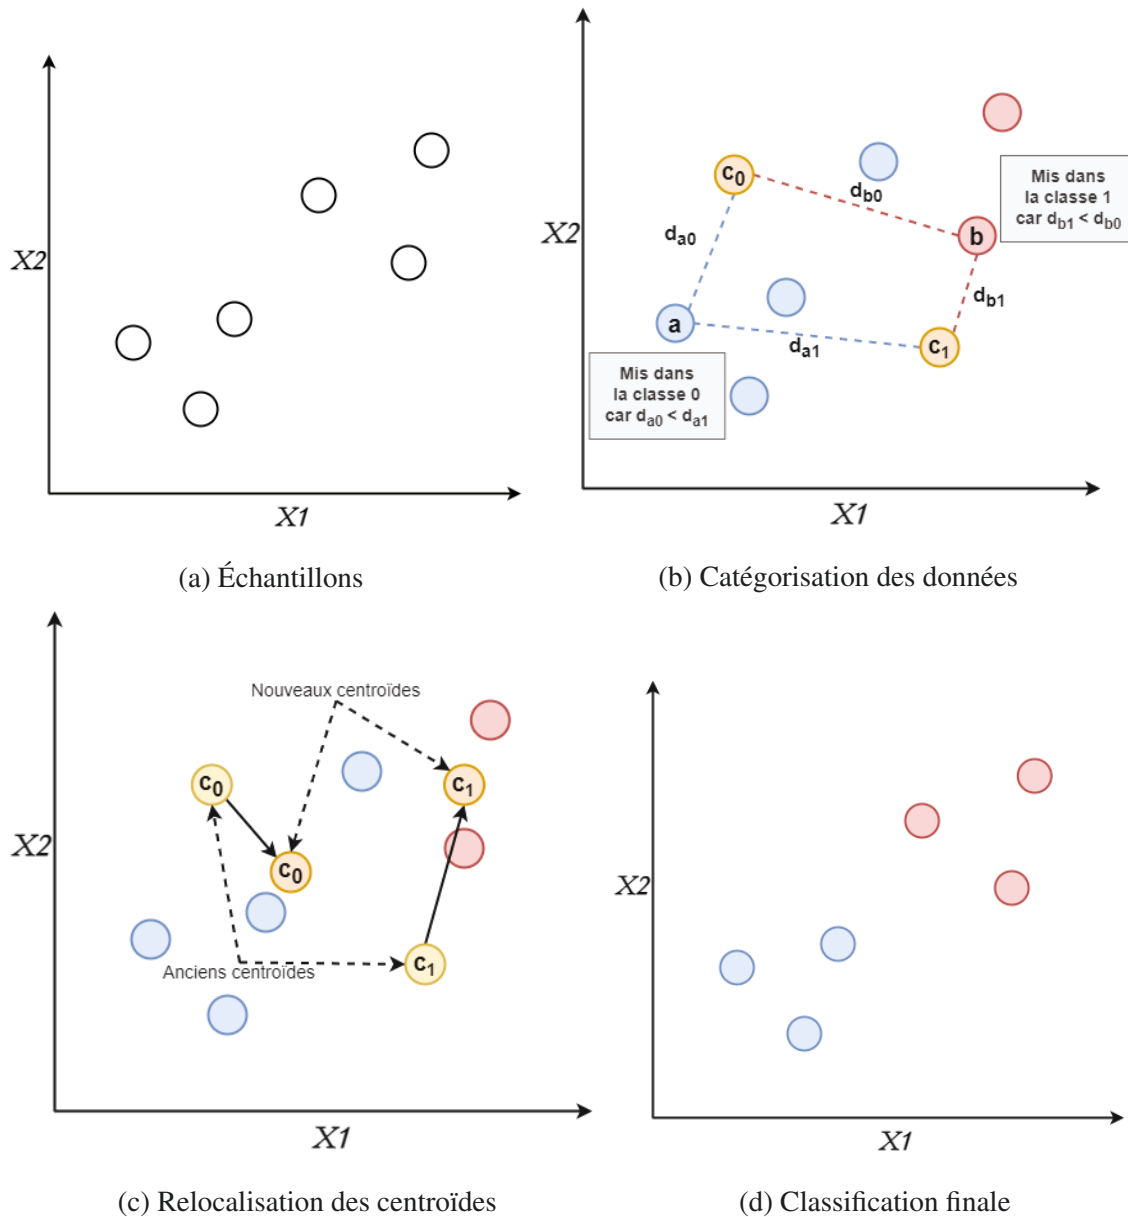 X2
X1
(a) Échantillons
X2
c0
db0
Mis dans
la classe 1
car db1 < db0
b
da0
db1
a
da1
c1
Mis dans
la classe 0
car da0 < da1
X1
(b) Catégorisation des données
Nouveaux centroïdes
c0
c1
X2
c0
Anciens centroïdes
c1
X1
(c) Relocalisation des centroïdes
X2
X1
(d) Classification finale